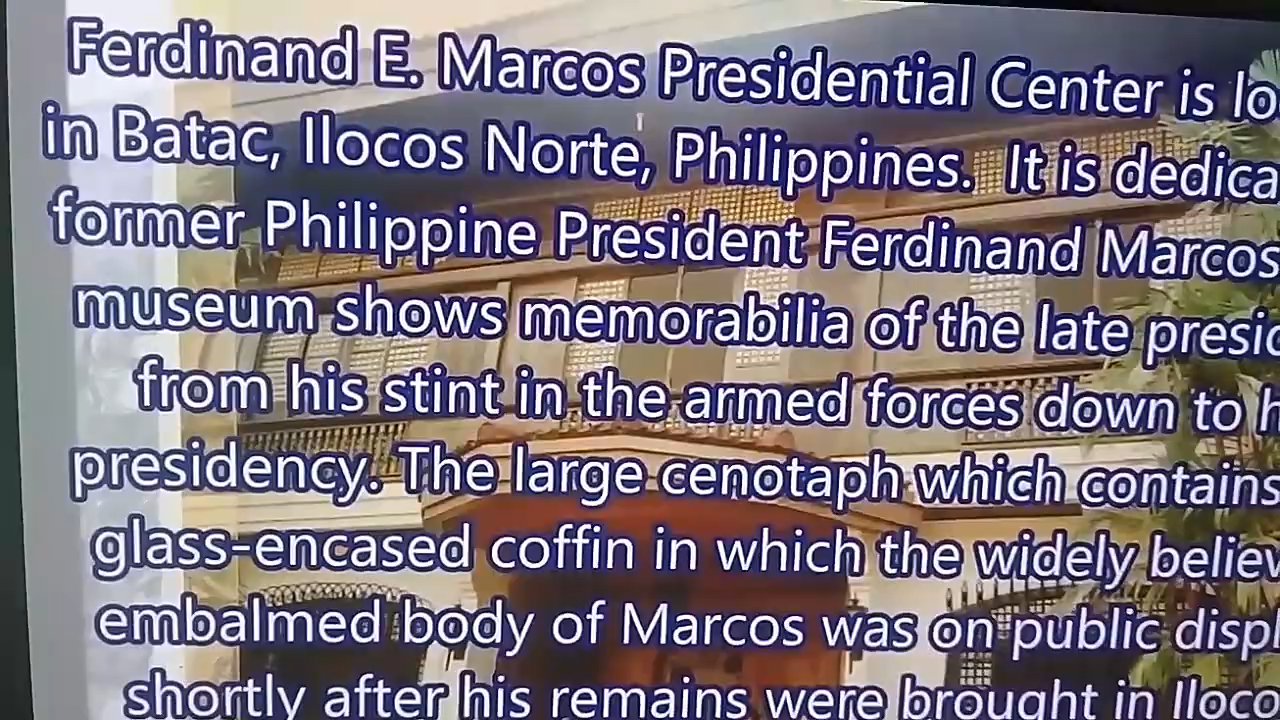 Ferdinand E. Marcos Presidential Center is lo
in Batac, Ilocos Norte, Philippines. It is dedica
former Philippine President Ferdinand Marcos
museum shows memorabilia of the late presid
from his stint in the armed forces down to h
presidency. The large cenotaph which contains
glass-encased coffin in which the widely believ
embalmed body of Marcos was on public displ
shortly after his remains were brought in Iloco